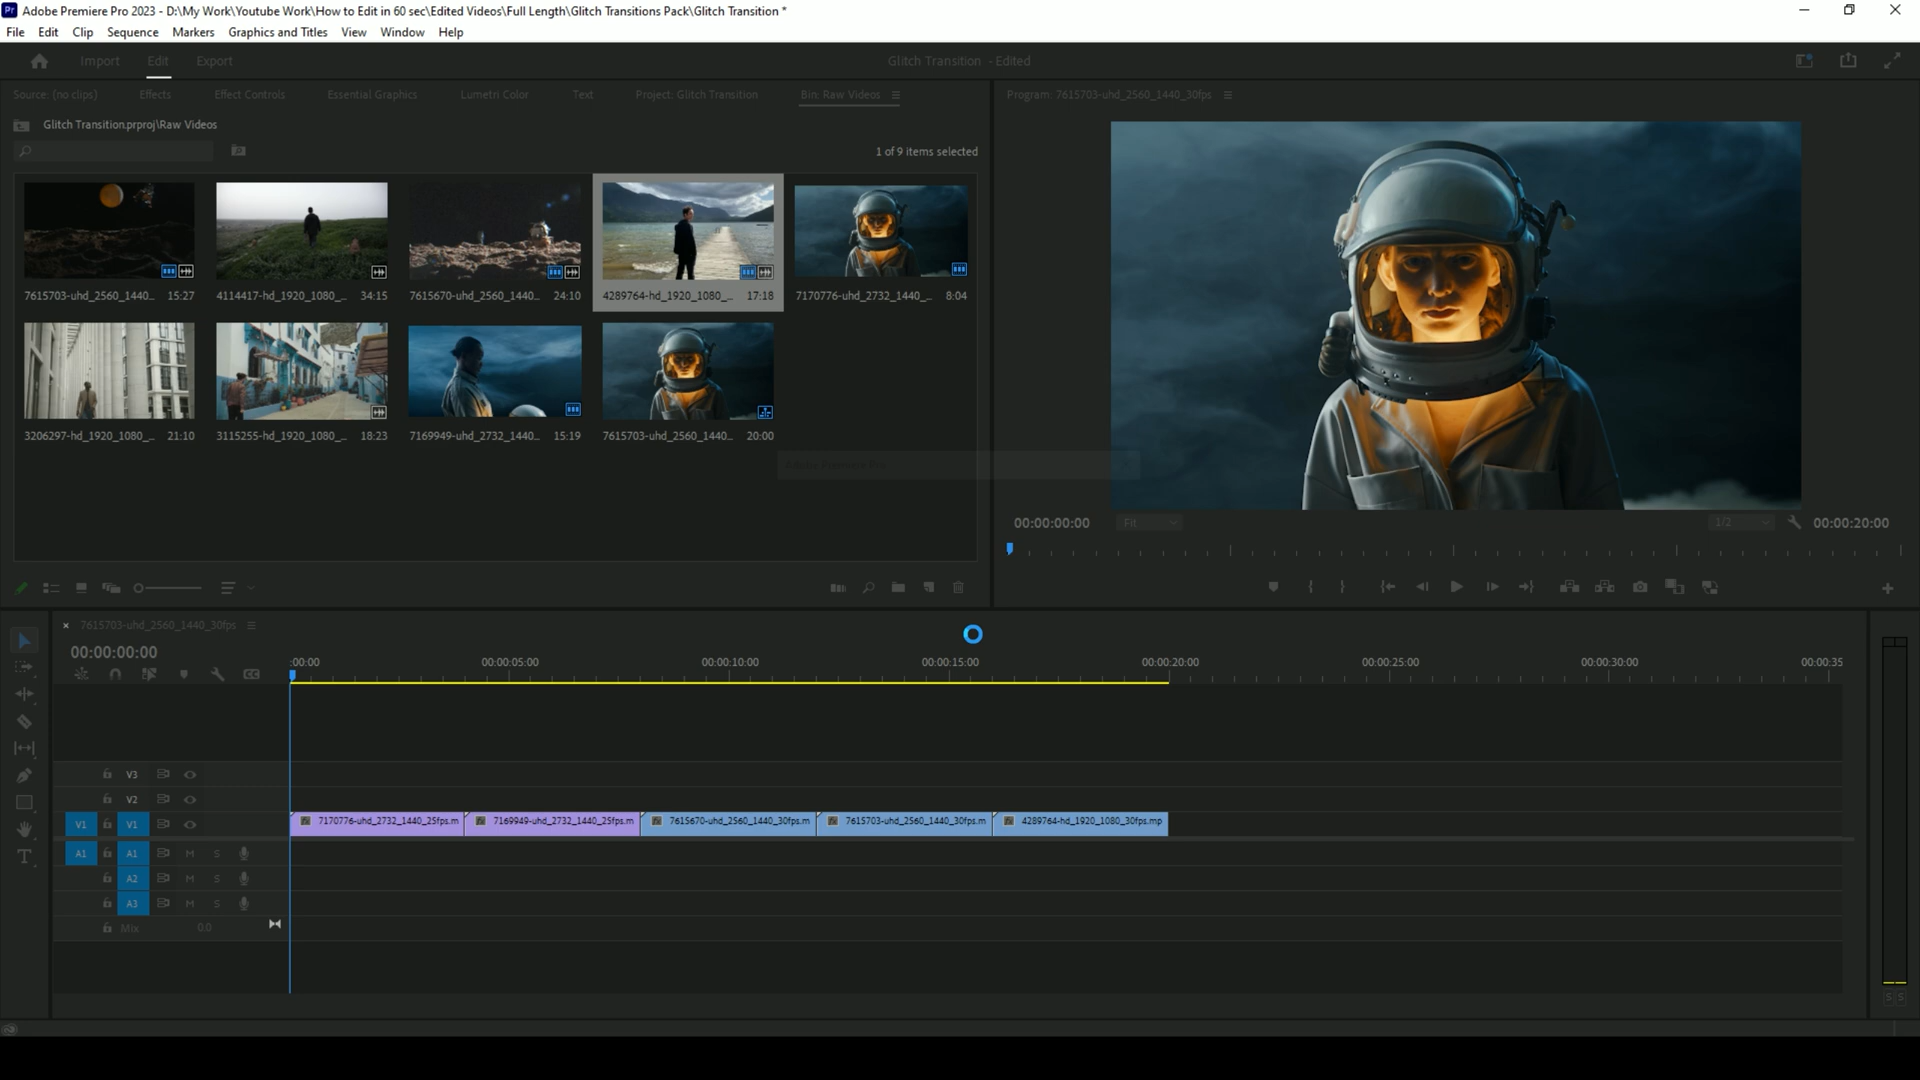 Pr Adobe Premiere Pro 2023 - D:\My Work\Youtube Work\How to Edit in 60 sec\Edited Videos\Full Length\Glitch Transitions Pack\Glitch Transition *
File Edit Clip Sequence Markers Graphics and Titles View Window Help
Import Edit Export
Glitch Transition - Edited
Source: (no clips) Effects Effect Controls Essential Graphics Lumetri Color Text Project: Glitch Transition Bin: Raw Videos
Program: 7615703-uhd_2560_1440_30fps
Glitch Transition.prproj\Raw Videos
1 of 9 items selected
7615703-uhd_2560_1440... 15:27
4114417-hd_1920_1080_... 34:15
7615670-uhd_2560_1440... 24:10
4289764-hd_1920_1080_... 17:18
7170776-uhd_2732_1440_... 8:04
3206297-hd_1920_1080_... 21:10
3115255-hd_1920_1080_... 18:23
7169949-uhd_2732_1440... 15:19
7615703-uhd_2560_1440... 20:00
00:00:00:00 Fit 1/2 00:00:20:00
7615703-uhd_2560_1440_30fps
00:00:00:00
:00:00 00:00:05:00 00:00:10:00 00:00:15:00 00:00:20:00 00:00:25:00 00:00:30:00 00:00:35
V3
V2
V1 V1 7170776-uhd_2732_1440_25fps.m 7169949-uhd_2732_1440_25fps.m 7615670-uhd_2560_1440_30fps.m 7615703-uhd_2560_1440_30fps.m 4289764-hd_1920_1080_30fps.mp
A1 A1 M S
A2 M S
A3 M S
Mix 0.0
S S